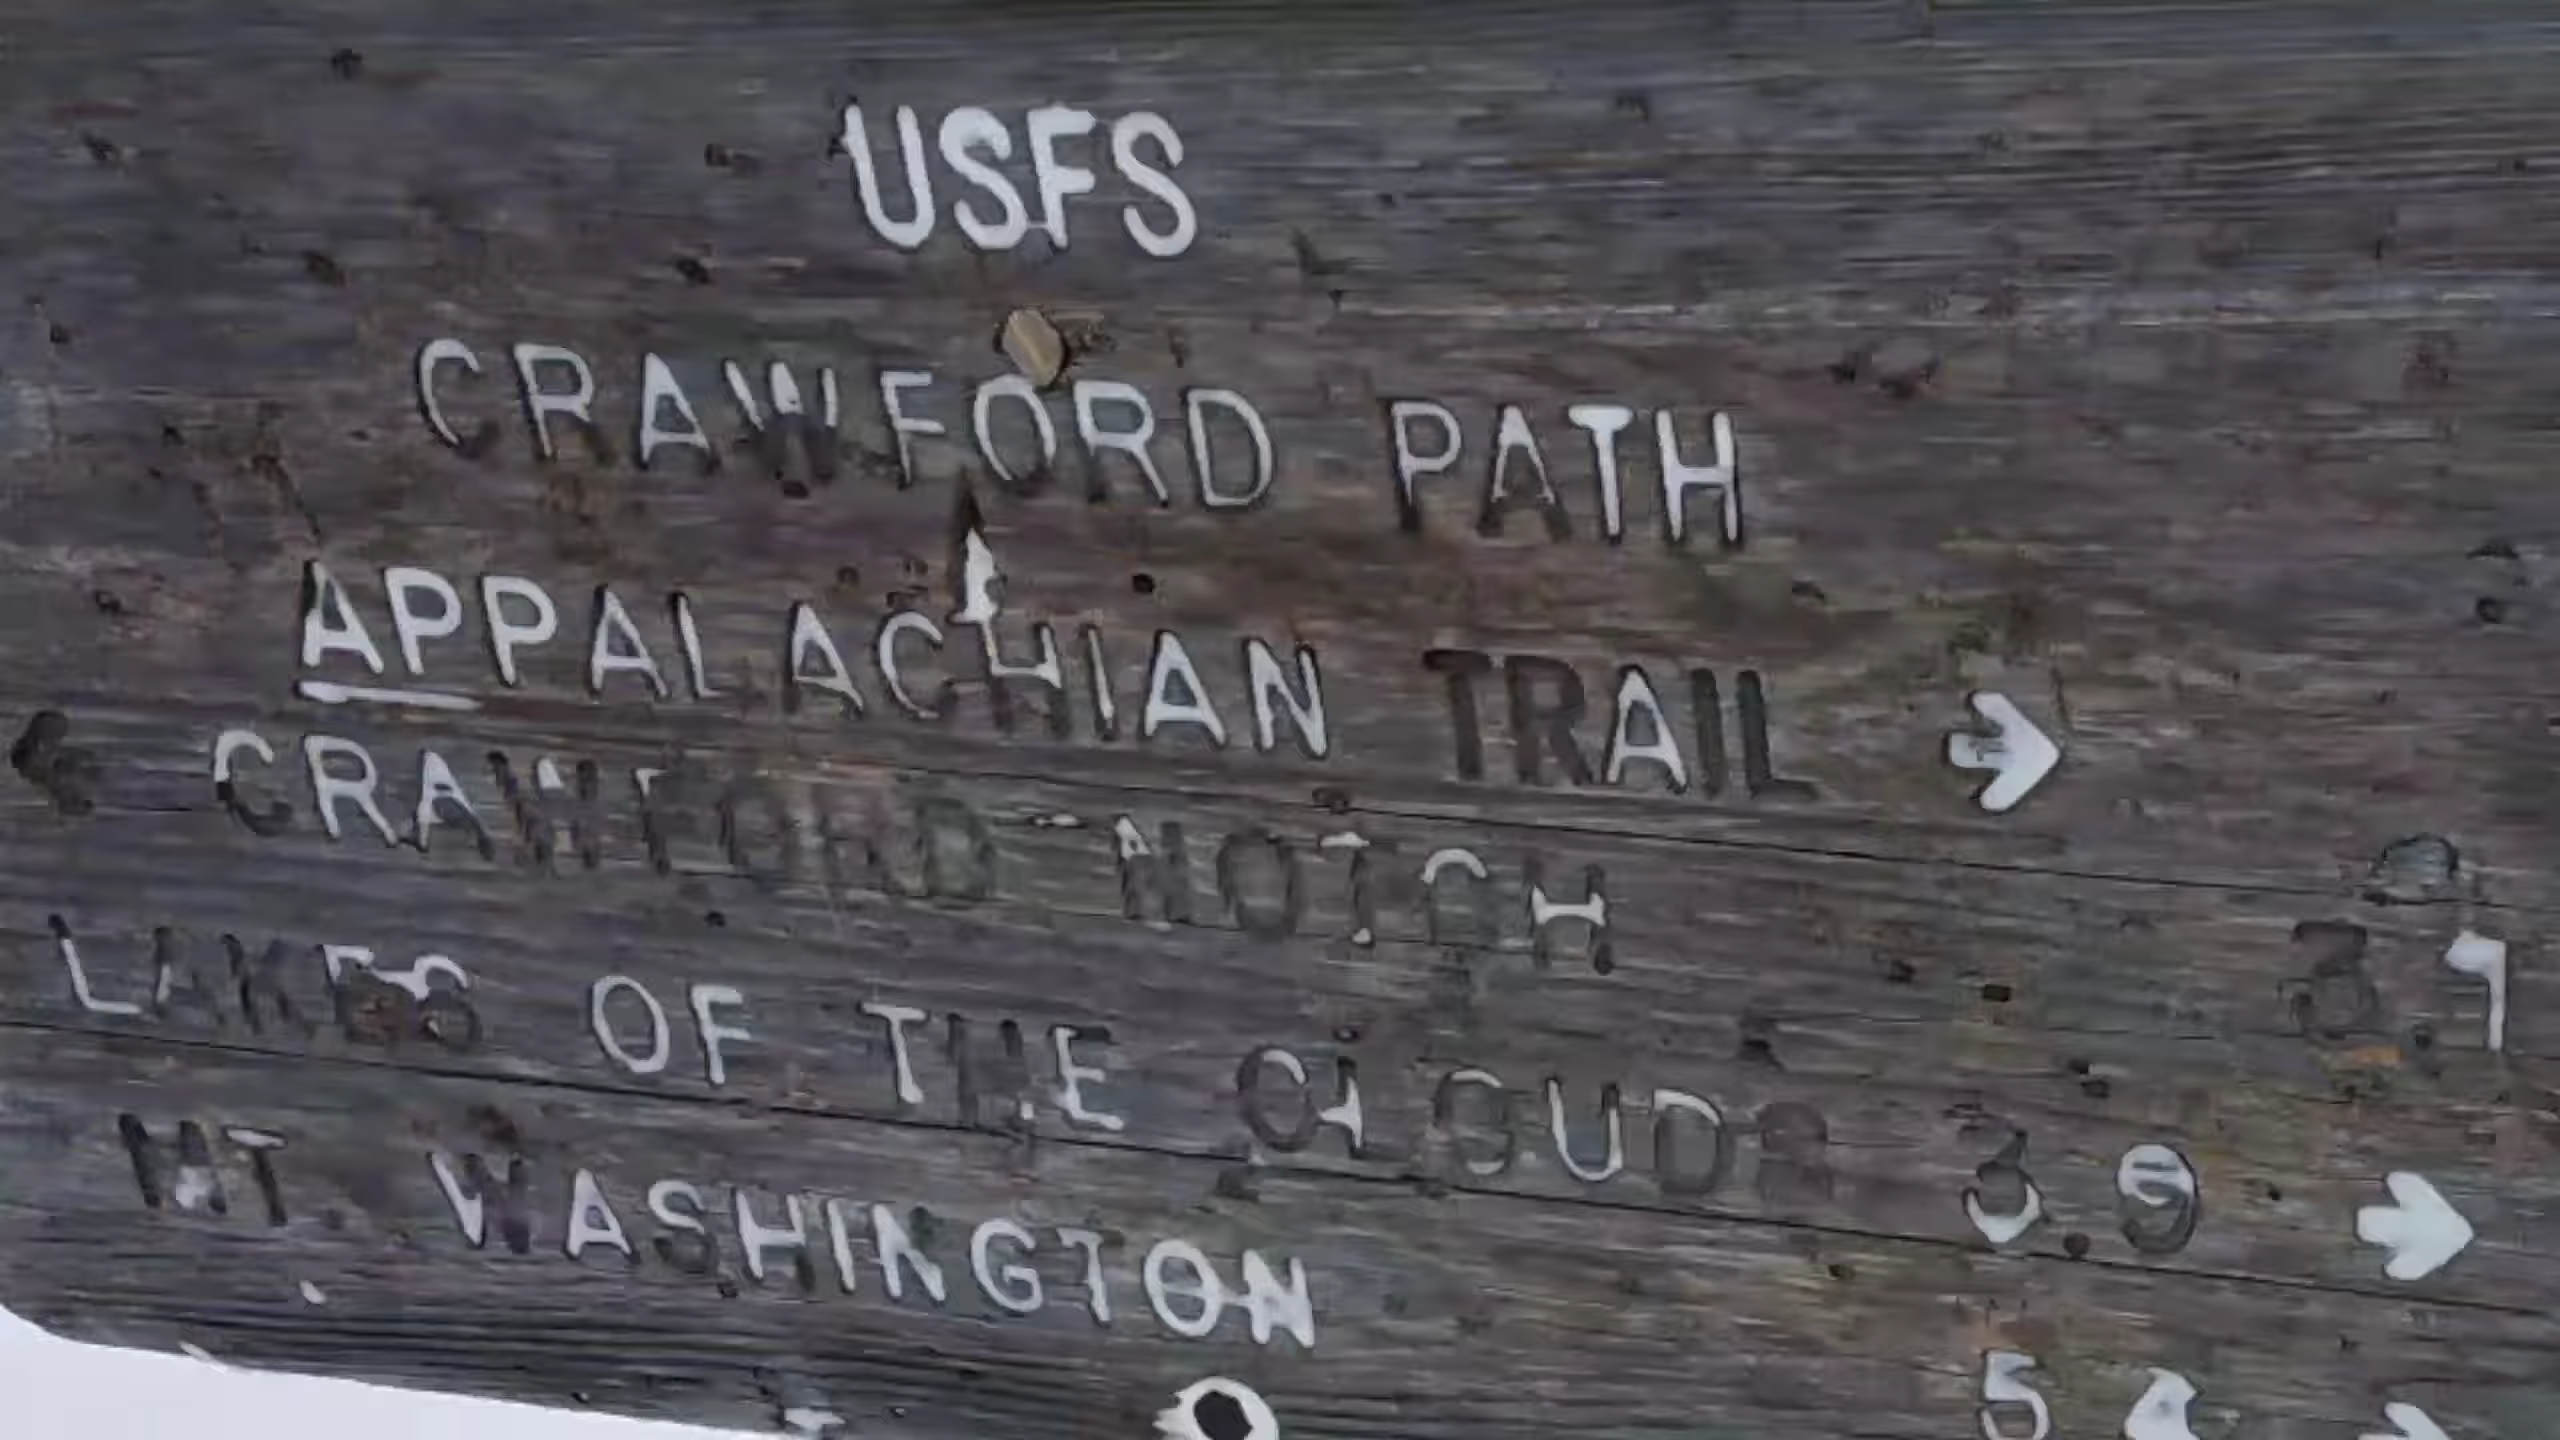 USFS
CRAWFORD PATH
APPALACHIAN TRAIL →
CRAWFORD NOTCH 3.1
LAKES OF THE CLOUDS 3.9 →
MT. WASHINGTON